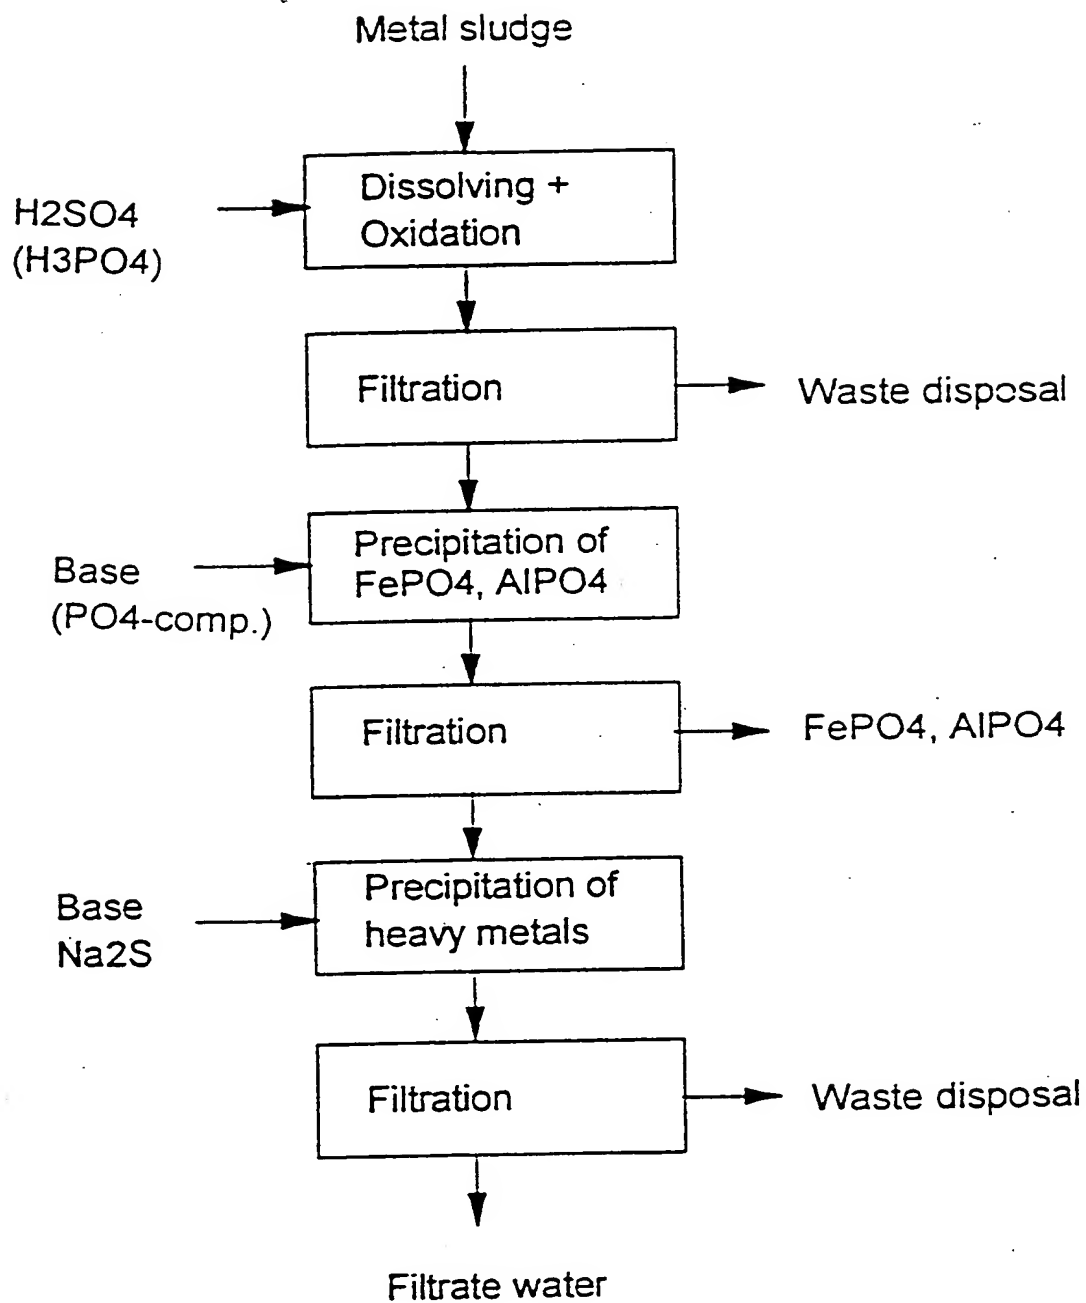 Metal sludge
Dissolving +
Oxidation
H2SO4
(H3PO4)
Filtration
Waste disposal
Precipitation of
FePO4, AlPO4
Base
(PO4-comp.)
Filtration
FePO4, AlPO4
Precipitation of
heavy metals
Base
Na2S
Filtration
Waste disposal
Filtrate water